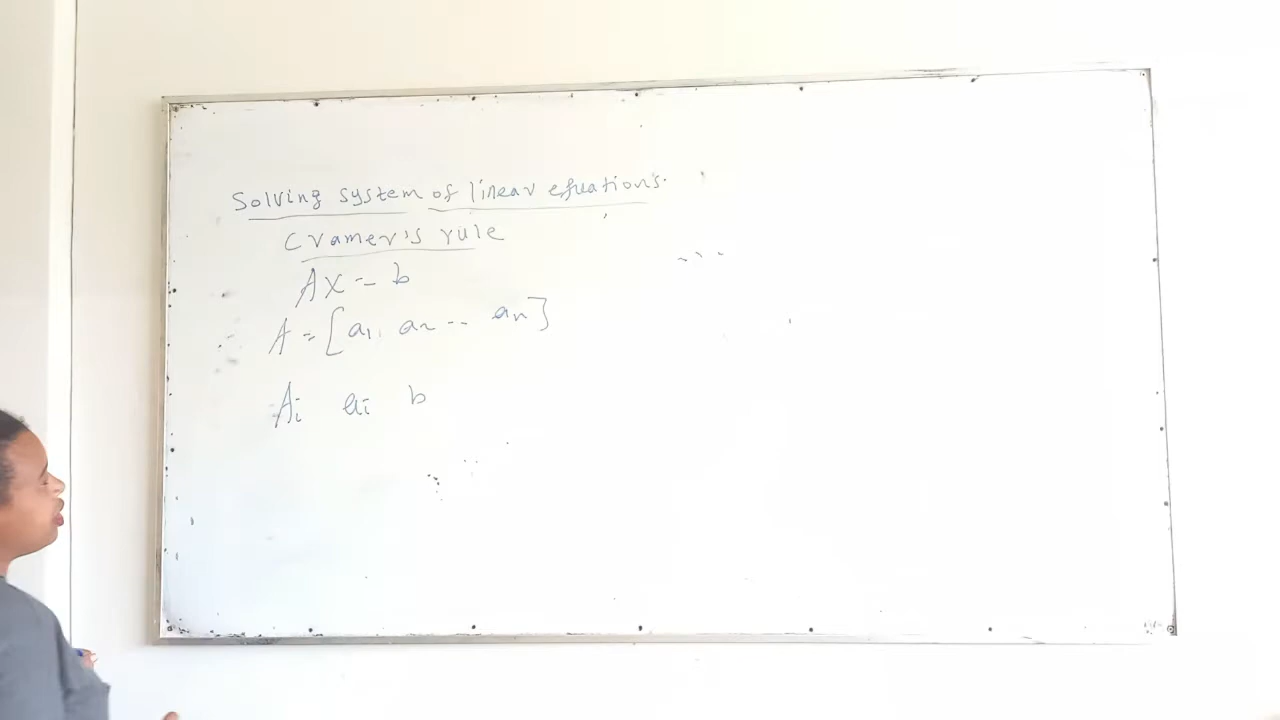 Solving system of linear equations.
Cramer's rule
AX = b
A = [a1, a2 ... an]
Ai ai b